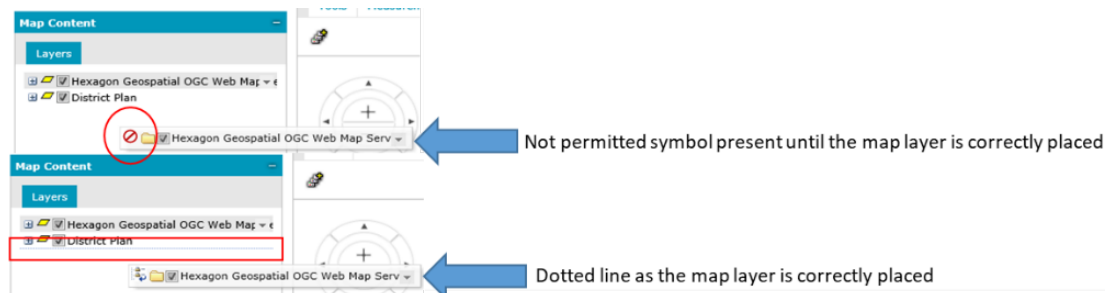 Map Content
Layers
Hexagon Geospatial OGC Web Map
District Plan
Hexagon Geospatial OGC Web Map Serv
Not permitted symbol present until the map layer is correctly placed
Map Content
Layers
Hexagon Geospatial OGC Web Map
District Plan
Hexagon Geospatial OGC Web Map Serv
Dotted line as the map layer is correctly placed